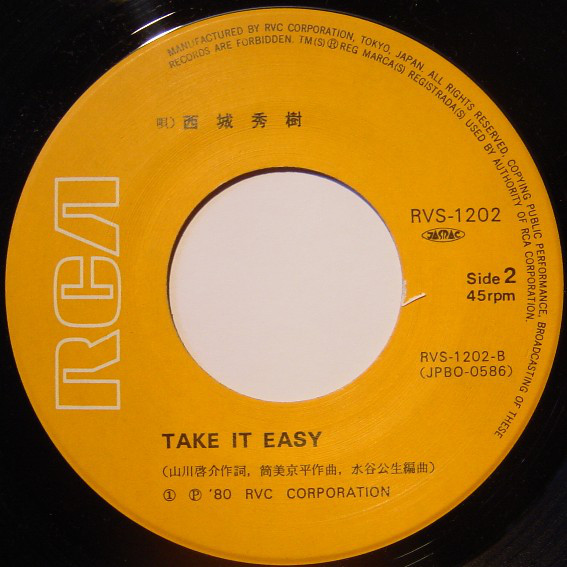 MANUFACTURED BY RVC CORPORATION, TOKYO, JAPAN. ALL RIGHTS RESERVED, COPYING PUBLIC PERFORMANCE, BROADCASTING OF THESE
RECORDS ARE FORBIDDEN. TM(S)® REG MARCA(S) REGISTRADA(S) USED BY AUTHORITY OF RCA CORPORATION.
唄) 西城秀樹
RCA
RVS-1202
JASRAC
Side 2
45rpm
RVS-1202-B
(JPBO-0586)
TAKE IT EASY
(山川啓介作詞, 筒美京平作曲, 水谷公生編曲)
① ℗ '80 RVC CORPORATION